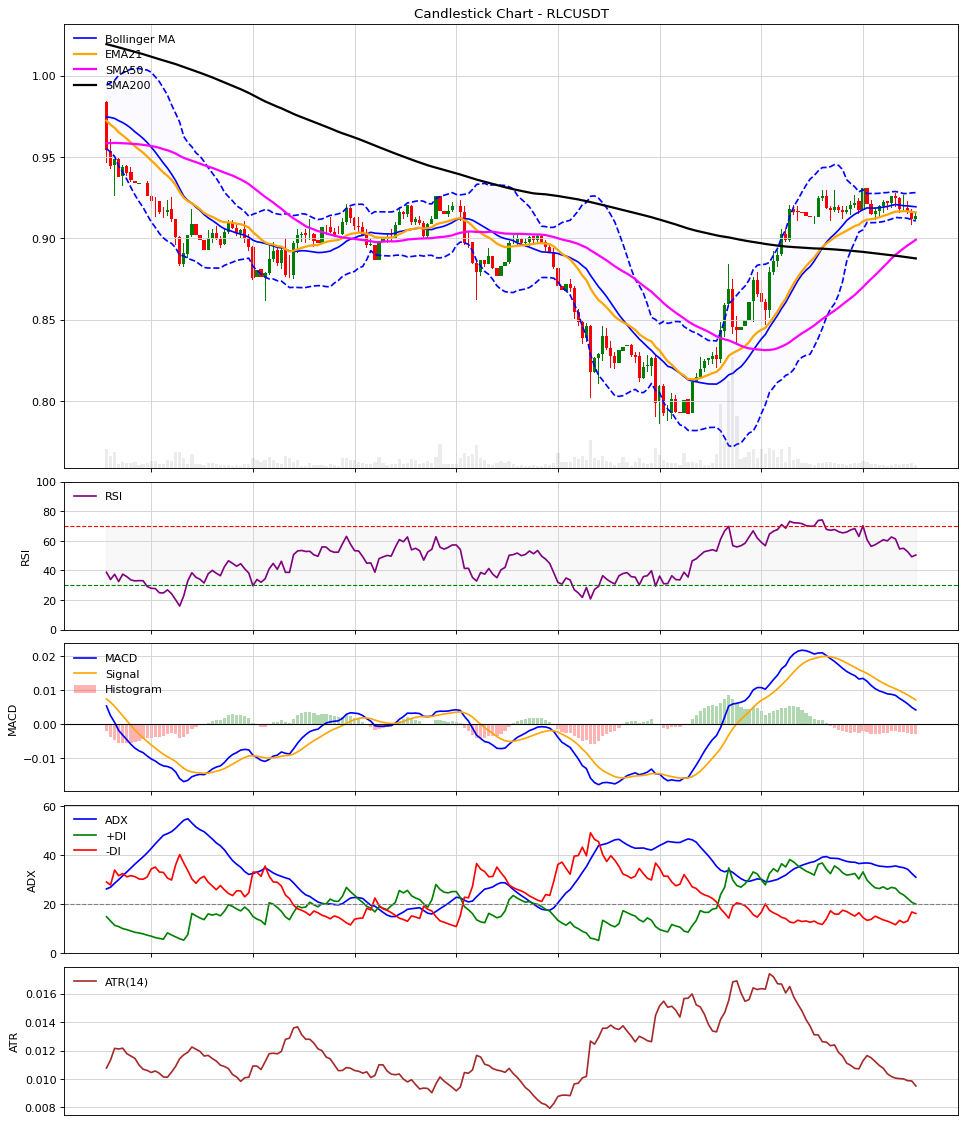 Candlestick Chart - RLCUSDT
Bollinger MA
EMA21
SMA50
SMA200
1.00
0.95
0.90
0.85
0.80
RSI
100
80
60
40
20
0
RSI
MACD
Signal
Histogram
0.02
0.01
0.00
−0.01
MACD
ADX
+DI
-DI
60
40
20
0
ADX
ATR(14)
0.016
0.014
0.012
0.010
0.008
ATR